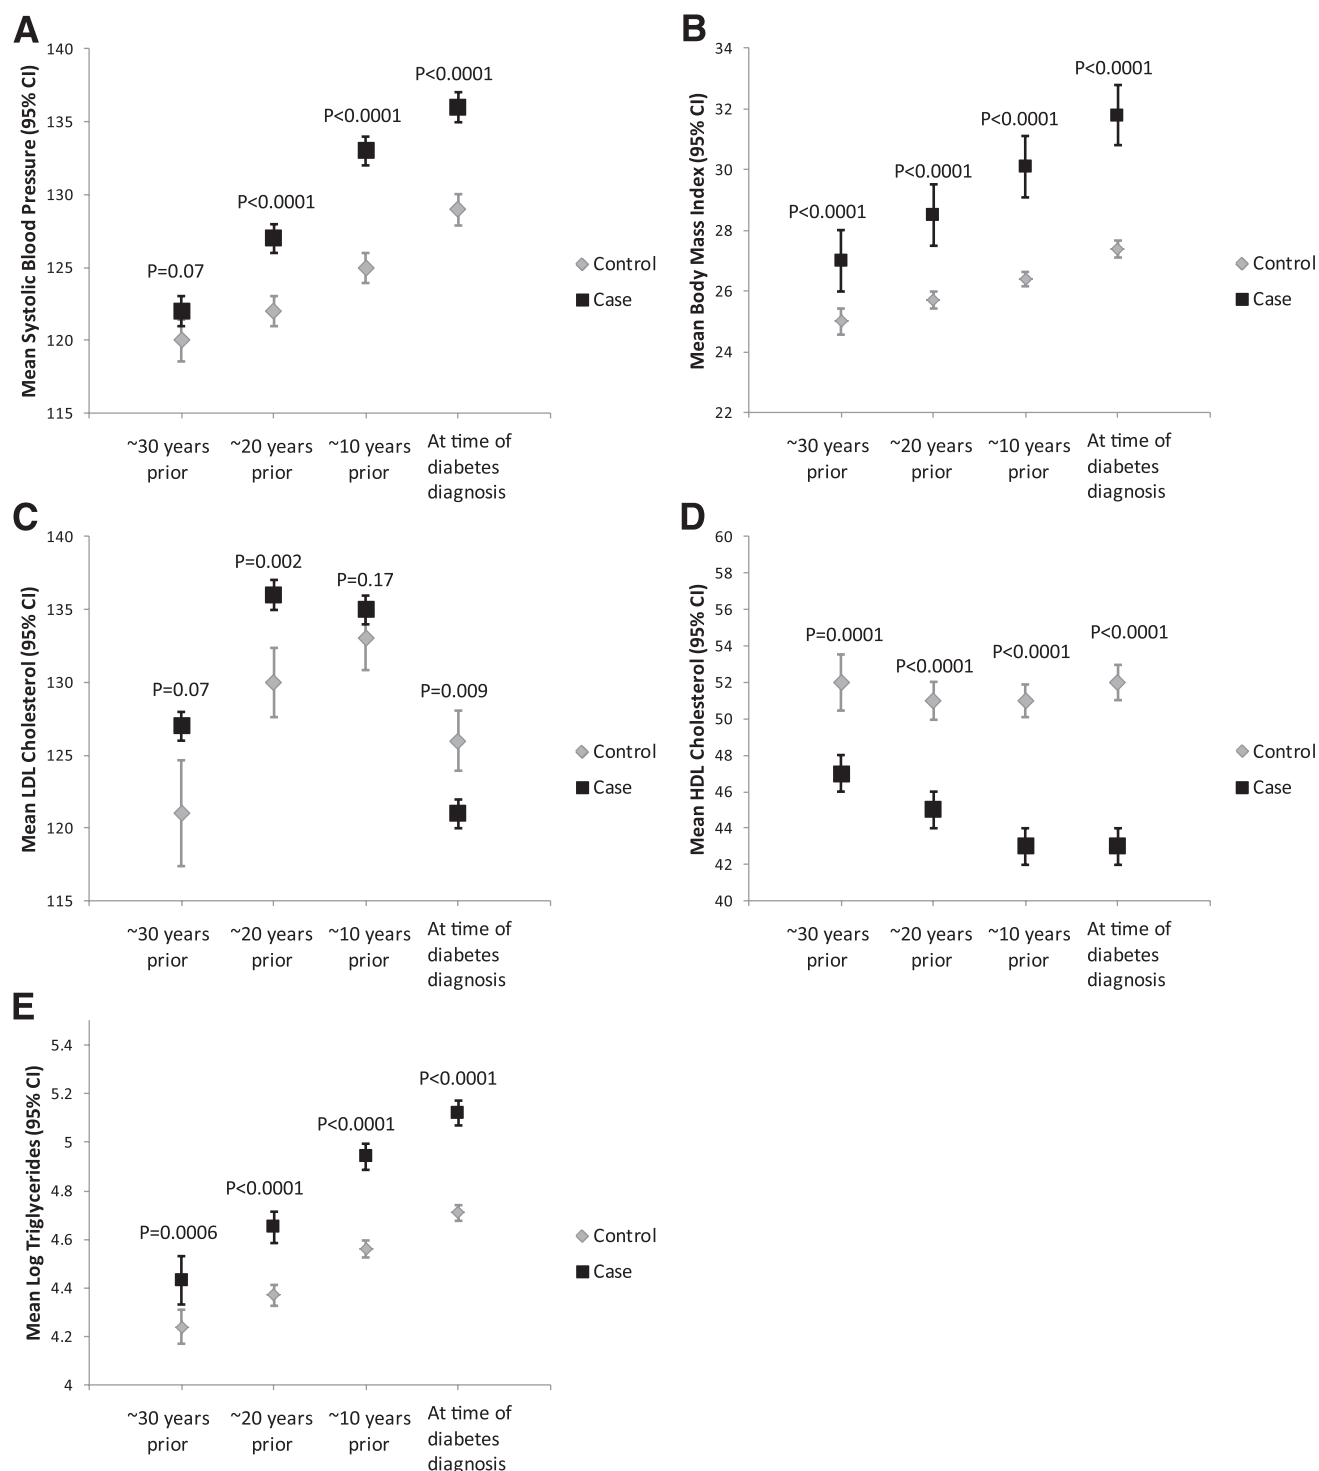 A
Mean Systolic Blood Pressure (95% CI)
140
135
130
125
120
115
P=0.07
P<0.0001
P<0.0001
P<0.0001
Control
Case
~30 years
prior
~20 years
prior
~10 years
prior
At time of
diabetes
diagnosis
B
Mean Body Mass Index (95% CI)
34
32
30
28
26
24
22
P<0.0001
P<0.0001
P<0.0001
P<0.0001
Control
Case
~30 years
prior
~20 years
prior
~10 years
prior
At time of
diabetes
diagnosis
C
Mean LDL Cholesterol (95% CI)
140
135
130
125
120
115
P=0.07
P=0.002
P=0.17
P=0.009
Control
Case
~30 years
prior
~20 years
prior
~10 years
prior
At time of
diabetes
diagnosis
D
Mean HDL Cholesterol (95% CI)
60
58
56
54
52
50
48
46
44
42
40
P=0.0001
P<0.0001
P<0.0001
P<0.0001
Control
Case
~30 years
prior
~20 years
prior
~10 years
prior
At time of
diabetes
diagnosis
E
Mean Log Triglycerides (95% CI)
5.4
5.2
5
4.8
4.6
4.4
4.2
4
P=0.0006
P<0.0001
P<0.0001
P<0.0001
Control
Case
~30 years
prior
~20 years
prior
~10 years
prior
At time of
diabetes
diagnosis